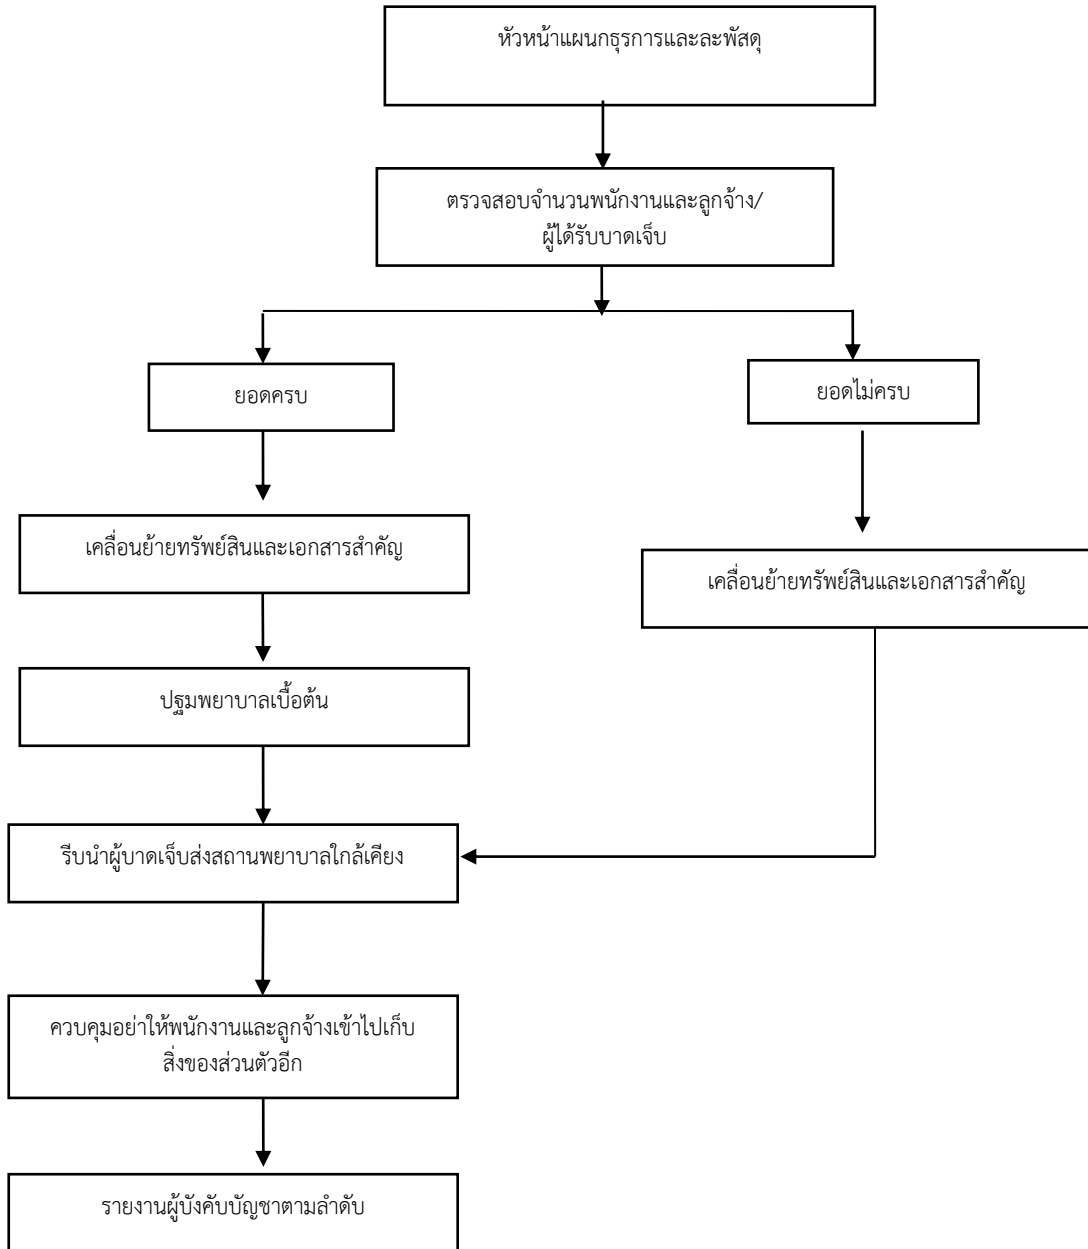 หัวหน้าแผนกธุรการและละพัสดุ
ตรวจสอบจำนวนพนักงานและลูกจ้าง/
ผู้ได้รับบาดเจ็บ
ยอดครบ
ยอดไม่ครบ
เคลื่อนย้ายทรัพย์สินและเอกสารสำคัญ
เคลื่อนย้ายทรัพย์สินและเอกสารสำคัญ
ปฐมพยาบาลเบื้อต้น
รีบนำผู้บาดเจ็บส่งสถานพยาบาลใกล้เคียง
ควบคุมอย่าให้พนักงานและลูกจ้างเข้าไปเก็บ
สิ่งของส่วนตัวอีก
รายงานผู้บังคับบัญชาตามลำดับ